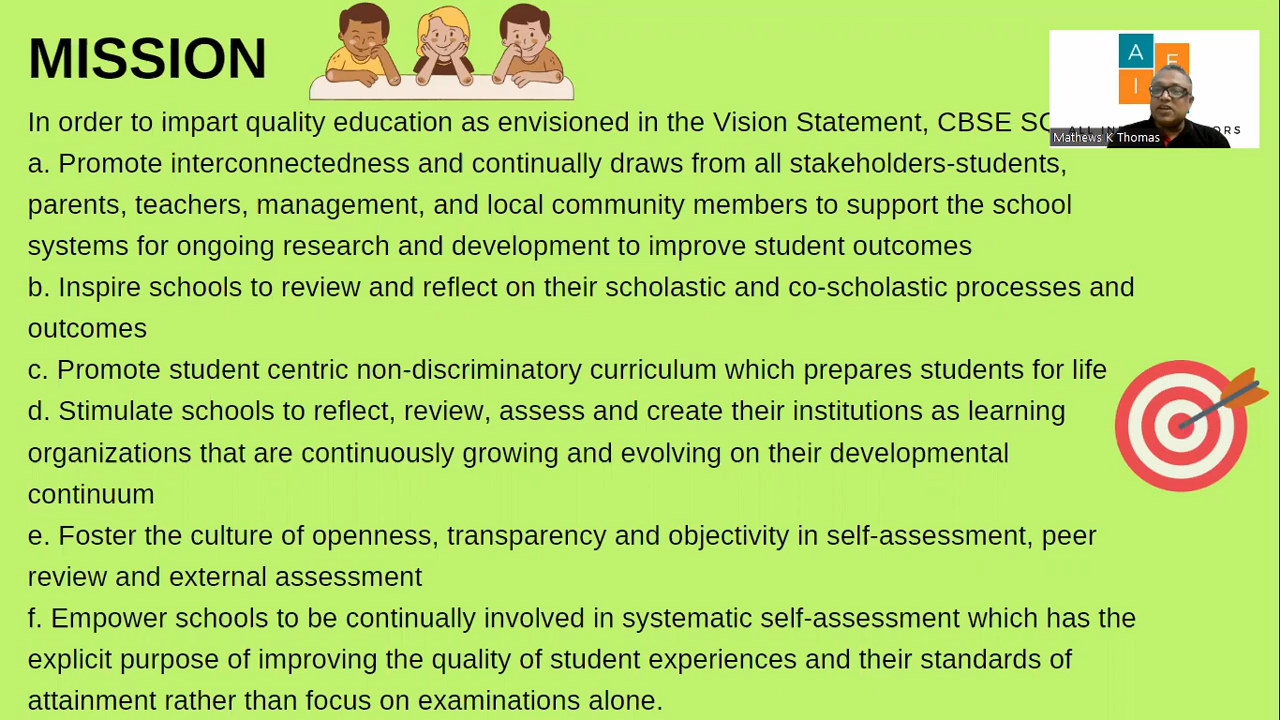 MISSION
In order to impart quality education as envisioned in the Vision Statement, CBSE
a. Promote interconnectedness and continually draws from all stakeholders-students,
parents, teachers, management, and local community members to support the school
systems for ongoing research and development to improve student outcomes
b. Inspire schools to review and reflect on their scholastic and co-scholastic processes and
outcomes
c. Promote student centric non-discriminatory curriculum which prepares students for life
d. Stimulate schools to reflect, review, assess and create their institutions as learning
organizations that are continuously growing and evolving on their developmental
continuum
e. Foster the culture of openness, transparency and objectivity in self-assessment, peer
review and external assessment
f. Empower schools to be continually involved in systematic self-assessment which has the
explicit purpose of improving the quality of student experiences and their standards of
attainment rather than focus on examinations alone.
A E
I
ALL
Mathews K Thomas